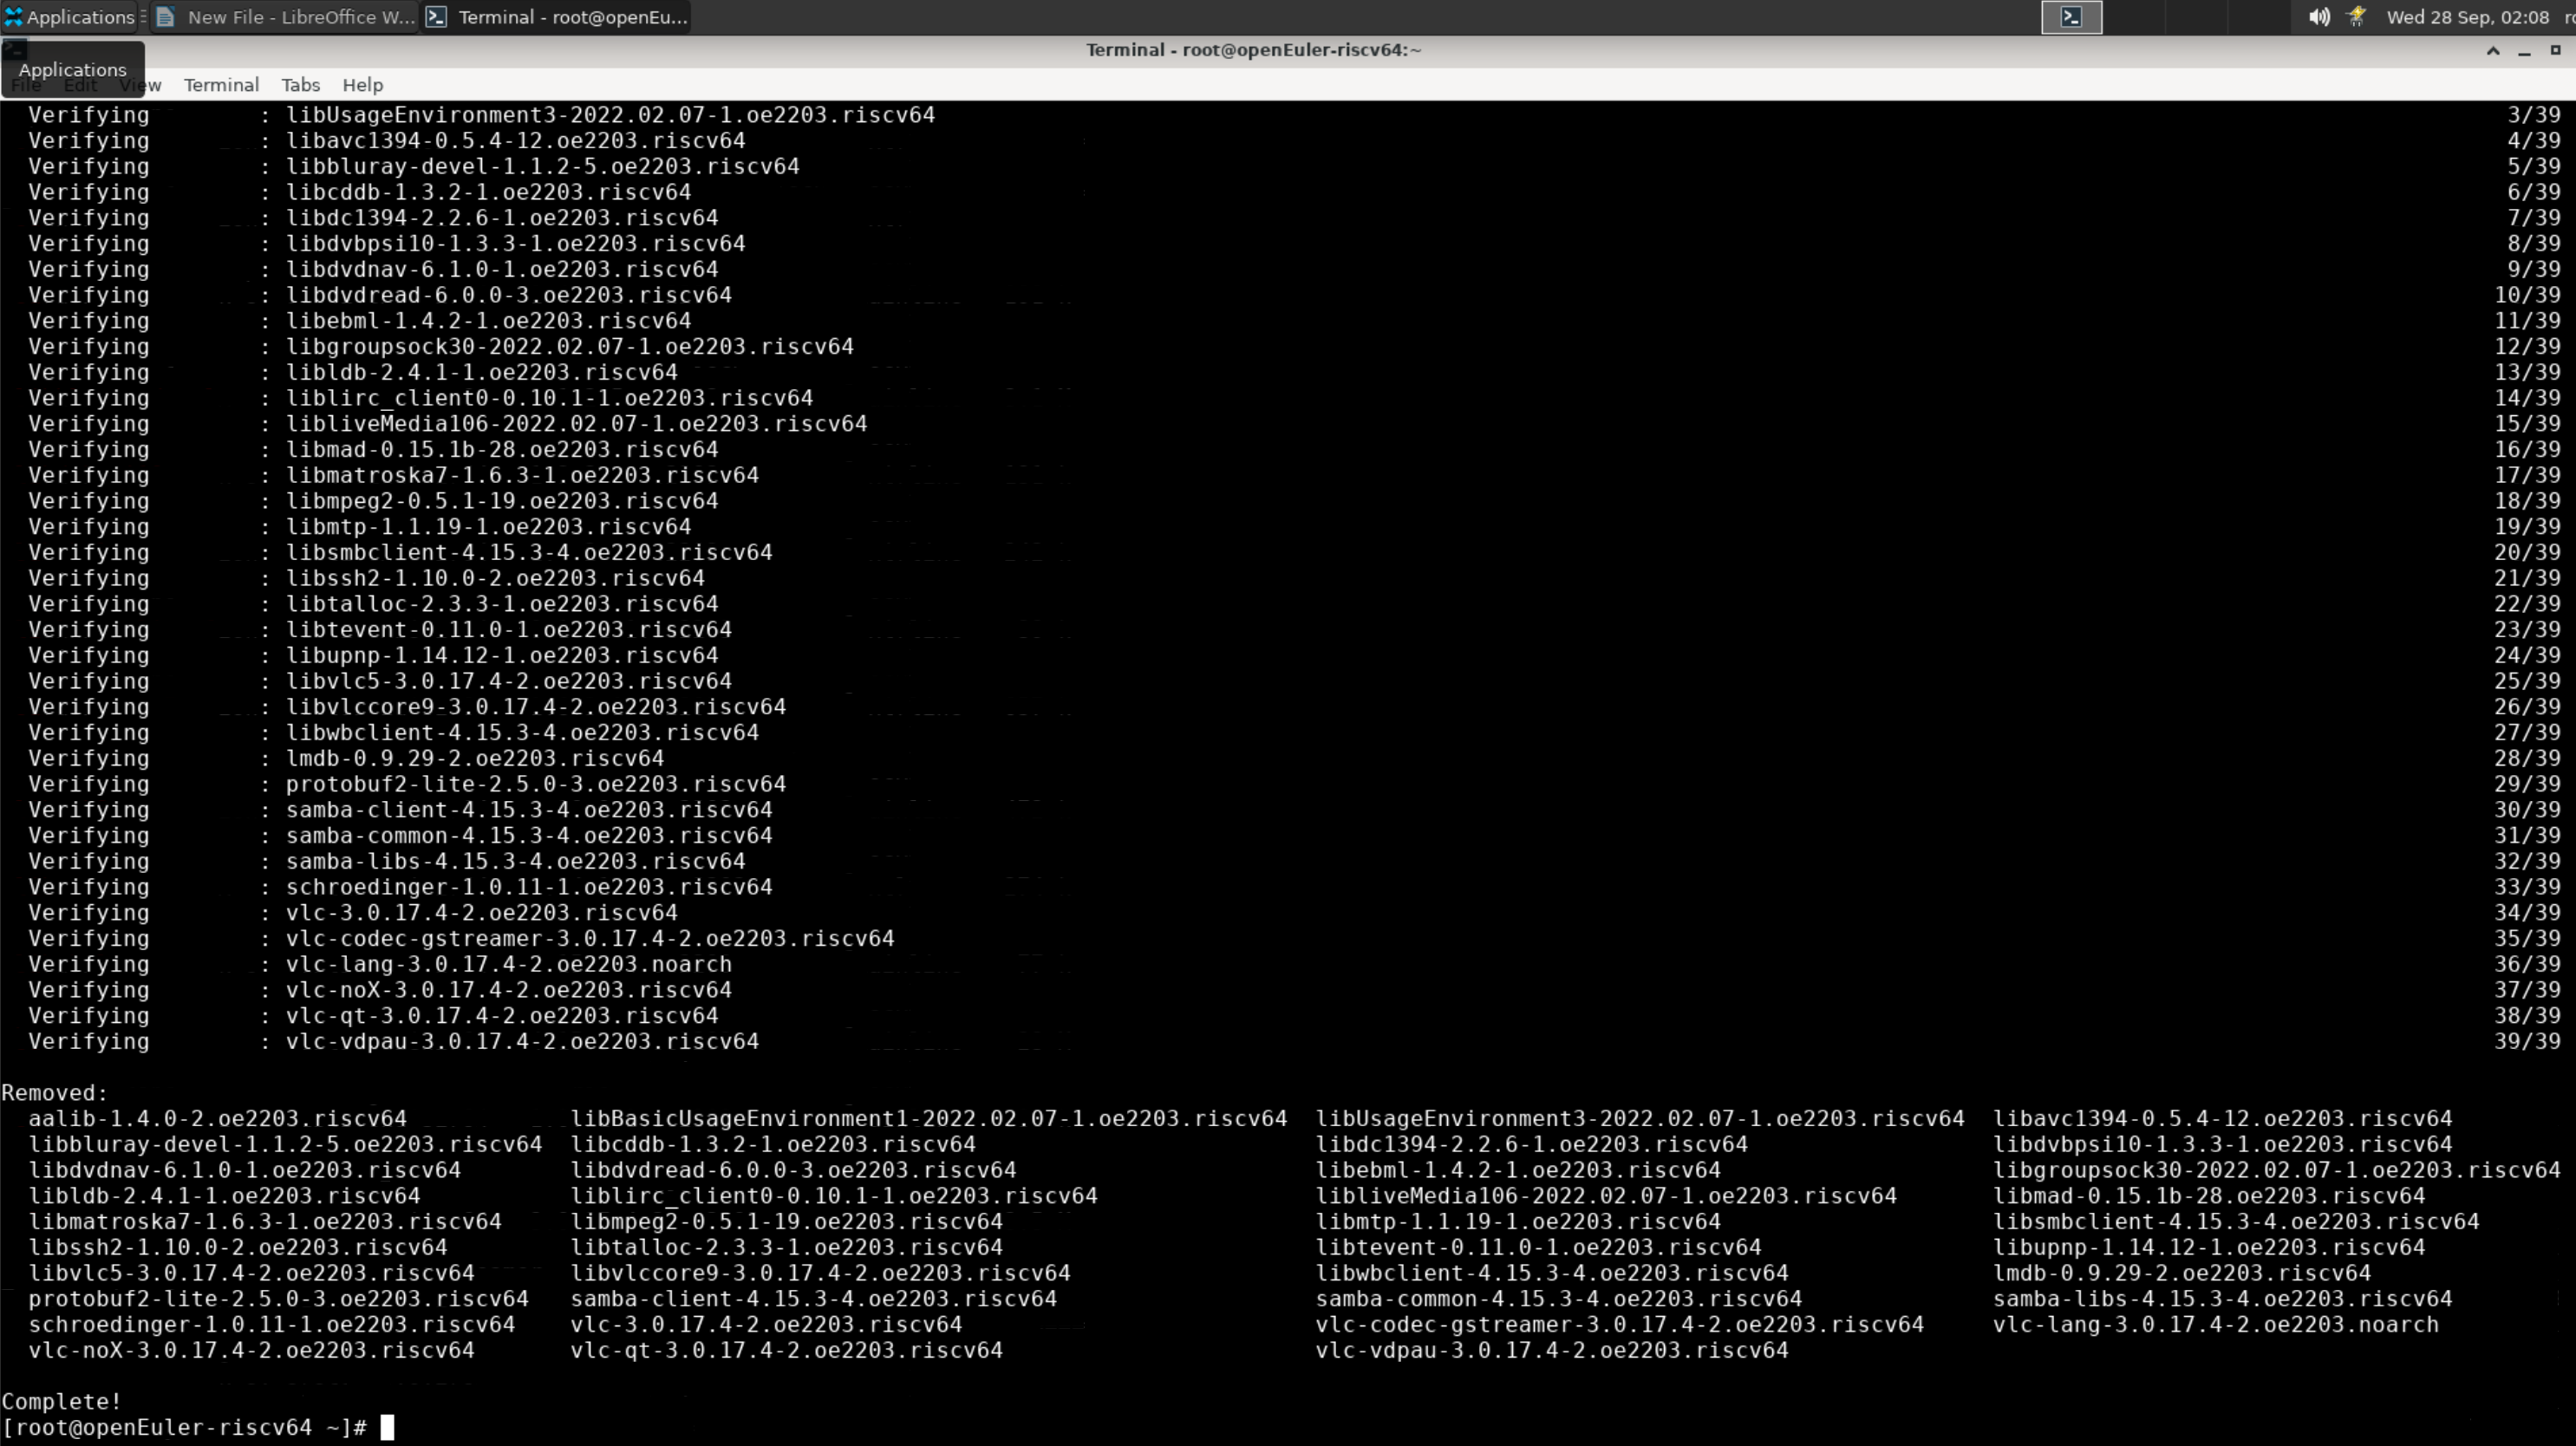 Applications New File - LibreOffice W... Terminal - root@openEu... Wed 28 Sep, 02:08
Terminal - root@openEuler-riscv64:~
Applications
File Edit View Terminal Tabs Help
Verifying : libUsageEnvironment3-2022.02.07-1.oe2203.riscv64 3/39
Verifying : libavc1394-0.5.4-12.oe2203.riscv64 4/39
Verifying : libbluray-devel-1.1.2-5.oe2203.riscv64 5/39
Verifying : libcddb-1.3.2-1.oe2203.riscv64 6/39
Verifying : libdc1394-2.2.6-1.oe2203.riscv64 7/39
Verifying : libdvbpsi10-1.3.3-1.oe2203.riscv64 8/39
Verifying : libdvdnav-6.1.0-1.oe2203.riscv64 9/39
Verifying : libdvdread-6.0.0-3.oe2203.riscv64 10/39
Verifying : libebml-1.4.2-1.oe2203.riscv64 11/39
Verifying : libgroupsock30-2022.02.07-1.oe2203.riscv64 12/39
Verifying : libldb-2.4.1-1.oe2203.riscv64 13/39
Verifying : liblirc_client0-0.10.1-1.oe2203.riscv64 14/39
Verifying : libliveMedia106-2022.02.07-1.oe2203.riscv64 15/39
Verifying : libmad-0.15.1b-28.oe2203.riscv64 16/39
Verifying : libmatroska7-1.6.3-1.oe2203.riscv64 17/39
Verifying : libmpeg2-0.5.1-19.oe2203.riscv64 18/39
Verifying : libmtp-1.1.19-1.oe2203.riscv64 19/39
Verifying : libsmbclient-4.15.3-4.oe2203.riscv64 20/39
Verifying : libssh2-1.10.0-2.oe2203.riscv64 21/39
Verifying : libtalloc-2.3.3-1.oe2203.riscv64 22/39
Verifying : libtevent-0.11.0-1.oe2203.riscv64 23/39
Verifying : libupnp-1.14.12-1.oe2203.riscv64 24/39
Verifying : libvlc5-3.0.17.4-2.oe2203.riscv64 25/39
Verifying : libvlccore9-3.0.17.4-2.oe2203.riscv64 26/39
Verifying : libwbclient-4.15.3-4.oe2203.riscv64 27/39
Verifying : lmdb-0.9.29-2.oe2203.riscv64 28/39
Verifying : protobuf2-lite-2.5.0-3.oe2203.riscv64 29/39
Verifying : samba-client-4.15.3-4.oe2203.riscv64 30/39
Verifying : samba-common-4.15.3-4.oe2203.riscv64 31/39
Verifying : samba-libs-4.15.3-4.oe2203.riscv64 32/39
Verifying : schroedinger-1.0.11-1.oe2203.riscv64 33/39
Verifying : vlc-3.0.17.4-2.oe2203.riscv64 34/39
Verifying : vlc-codec-gstreamer-3.0.17.4-2.oe2203.riscv64 35/39
Verifying : vlc-lang-3.0.17.4-2.oe2203.noarch 36/39
Verifying : vlc-noX-3.0.17.4-2.oe2203.riscv64 37/39
Verifying : vlc-qt-3.0.17.4-2.oe2203.riscv64 38/39
Verifying : vlc-vdpau-3.0.17.4-2.oe2203.riscv64 39/39
Removed:
aalib-1.4.0-2.oe2203.riscv64 libBasicUsageEnvironment1-2022.02.07-1.oe2203.riscv64 libUsageEnvironment3-2022.02.07-1.oe2203.riscv64 libavc1394-0.5.4-12.oe2203.riscv64
libbluray-devel-1.1.2-5.oe2203.riscv64 libcddb-1.3.2-1.oe2203.riscv64 libdc1394-2.2.6-1.oe2203.riscv64 libdvbpsi10-1.3.3-1.oe2203.riscv64
libdvdnav-6.1.0-1.oe2203.riscv64 libdvdread-6.0.0-3.oe2203.riscv64 libebml-1.4.2-1.oe2203.riscv64 libgroupsock30-2022.02.07-1.oe2203.riscv64
libldb-2.4.1-1.oe2203.riscv64 liblirc_client0-0.10.1-1.oe2203.riscv64 libliveMedia106-2022.02.07-1.oe2203.riscv64 libmad-0.15.1b-28.oe2203.riscv64
libmatroska7-1.6.3-1.oe2203.riscv64 libmpeg2-0.5.1-19.oe2203.riscv64 libmtp-1.1.19-1.oe2203.riscv64 libsmbclient-4.15.3-4.oe2203.riscv64
libssh2-1.10.0-2.oe2203.riscv64 libtalloc-2.3.3-1.oe2203.riscv64 libtevent-0.11.0-1.oe2203.riscv64 libupnp-1.14.12-1.oe2203.riscv64
libvlc5-3.0.17.4-2.oe2203.riscv64 libvlccore9-3.0.17.4-2.oe2203.riscv64 libwbclient-4.15.3-4.oe2203.riscv64 lmdb-0.9.29-2.oe2203.riscv64
protobuf2-lite-2.5.0-3.oe2203.riscv64 samba-client-4.15.3-4.oe2203.riscv64 samba-common-4.15.3-4.oe2203.riscv64 samba-libs-4.15.3-4.oe2203.riscv64
schroedinger-1.0.11-1.oe2203.riscv64 vlc-3.0.17.4-2.oe2203.riscv64 vlc-codec-gstreamer-3.0.17.4-2.oe2203.riscv64 vlc-lang-3.0.17.4-2.oe2203.noarch
vlc-noX-3.0.17.4-2.oe2203.riscv64 vlc-qt-3.0.17.4-2.oe2203.riscv64 vlc-vdpau-3.0.17.4-2.oe2203.riscv64
Complete!
[root@openEuler-riscv64 ~]#